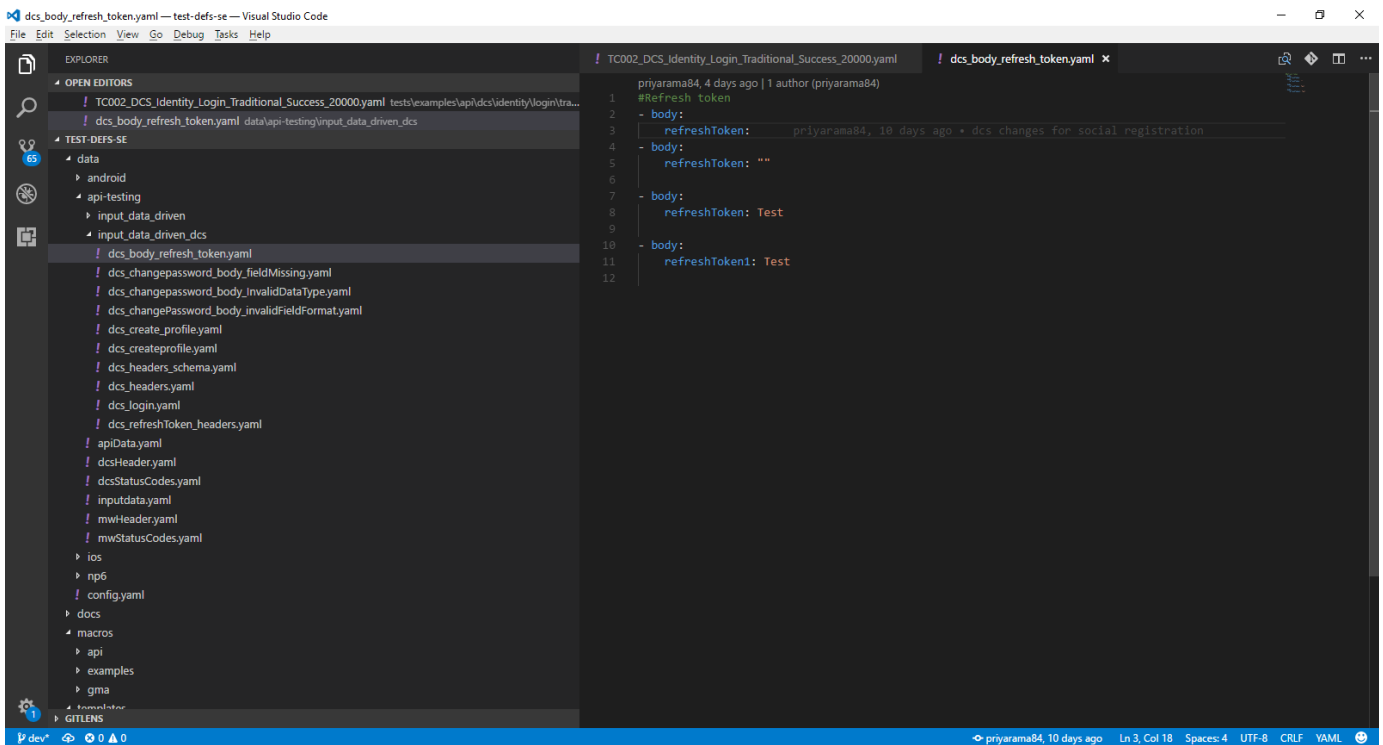 dcs_body_refresh_token.yaml — test-defs-se — Visual Studio Code
File Edit Selection View Go Debug Tasks Help
EXPLORER
OPEN EDITORS
! TC002_DCS_Identity_Login_Traditional_Success_20000.yaml tests\examples\api\dcs\identity\login\tra...
! dcs_body_refresh_token.yaml data\api-testing\input_data_driven_dcs
TEST-DEFS-SE
data
android
api-testing
input_data_driven
input_data_driven_dcs
! dcs_body_refresh_token.yaml
! dcs_changepassword_body_fieldMissing.yaml
! dcs_changepassword_body_InvalidDataType.yaml
! dcs_changePassword_body_invalidFieldFormat.yaml
! dcs_create_profile.yaml
! dcs_createprofile.yaml
! dcs_headers_schema.yaml
! dcs_headers.yaml
! dcs_login.yaml
! dcs_refreshToken_headers.yaml
! apiData.yaml
! dcsHeader.yaml
! dcsStatusCodes.yaml
! inputdata.yaml
! mwHeader.yaml
! mwStatusCodes.yaml
ios
np6
! config.yaml
docs
macros
api
examples
gma
templates
GITLENS
65
1
! TC002_DCS_Identity_Login_Traditional_Success_20000.yaml ! dcs_body_refresh_token.yaml ×
priyarama84, 4 days ago | 1 author (priyarama84)
1 #Refresh token
2 - body:
3 refreshToken: priyarama84, 10 days ago • dcs changes for social registration
4 - body:
5 refreshToken: ""
6
7 - body:
8 refreshToken: Test
9
10 - body:
11 refreshToken1: Test
12
dev* 0 0 priyarama84, 10 days ago Ln 3, Col 18 Spaces: 4 UTF-8 CRLF YAML